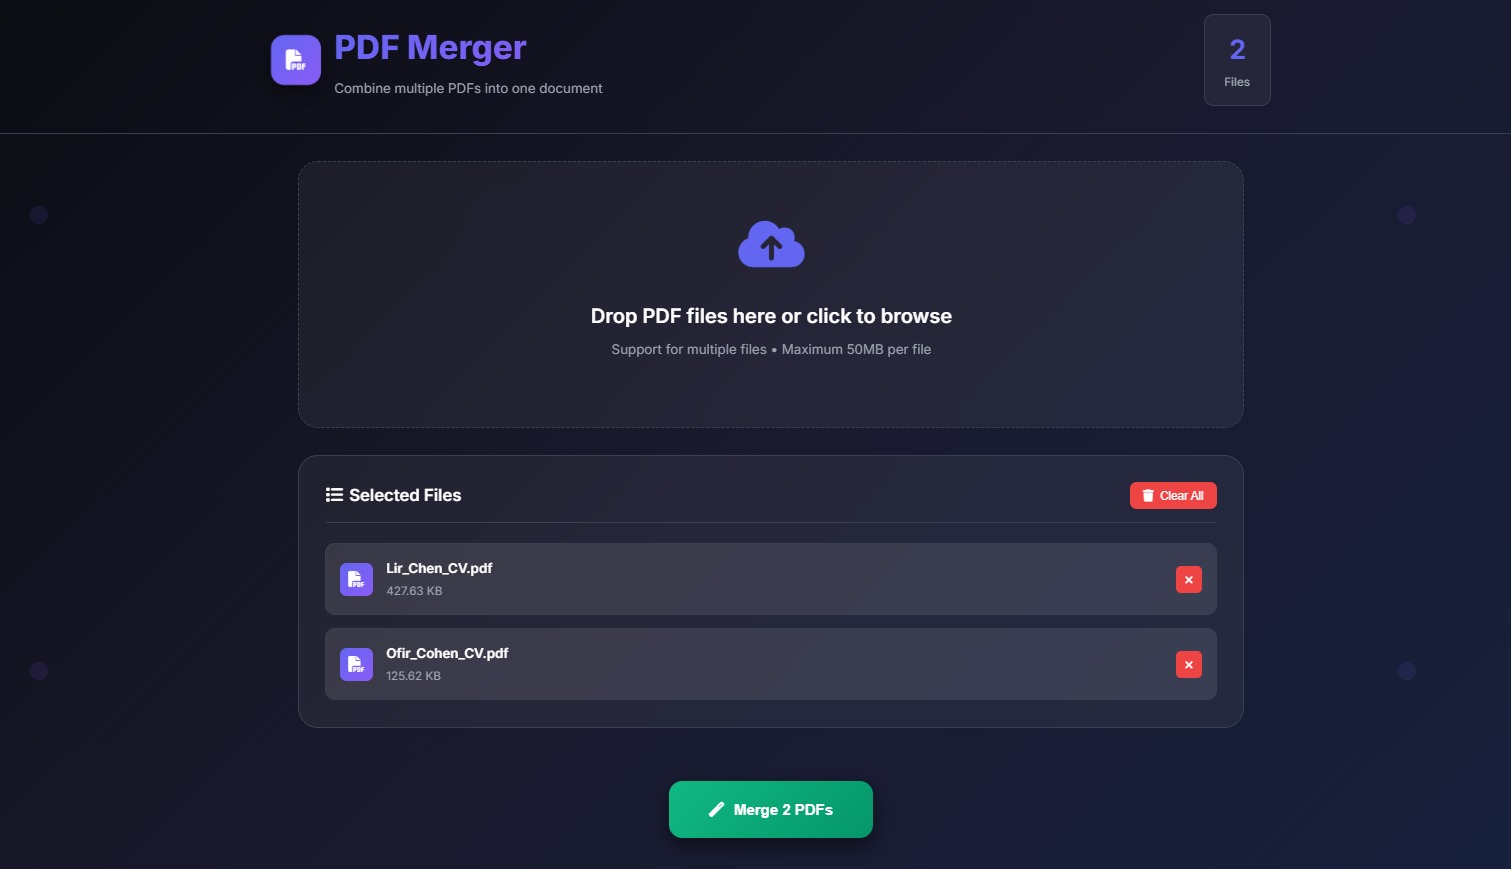 PDF Merger
Combine multiple PDFs into one document
2
Files
Drop PDF files here or click to browse
Support for multiple files • Maximum 50MB per file
Selected Files
Clear All
PDF
Lir_Chen_CV.pdf
427.63 KB
PDF
Ofir_Cohen_CV.pdf
125.62 KB
Merge 2 PDFs